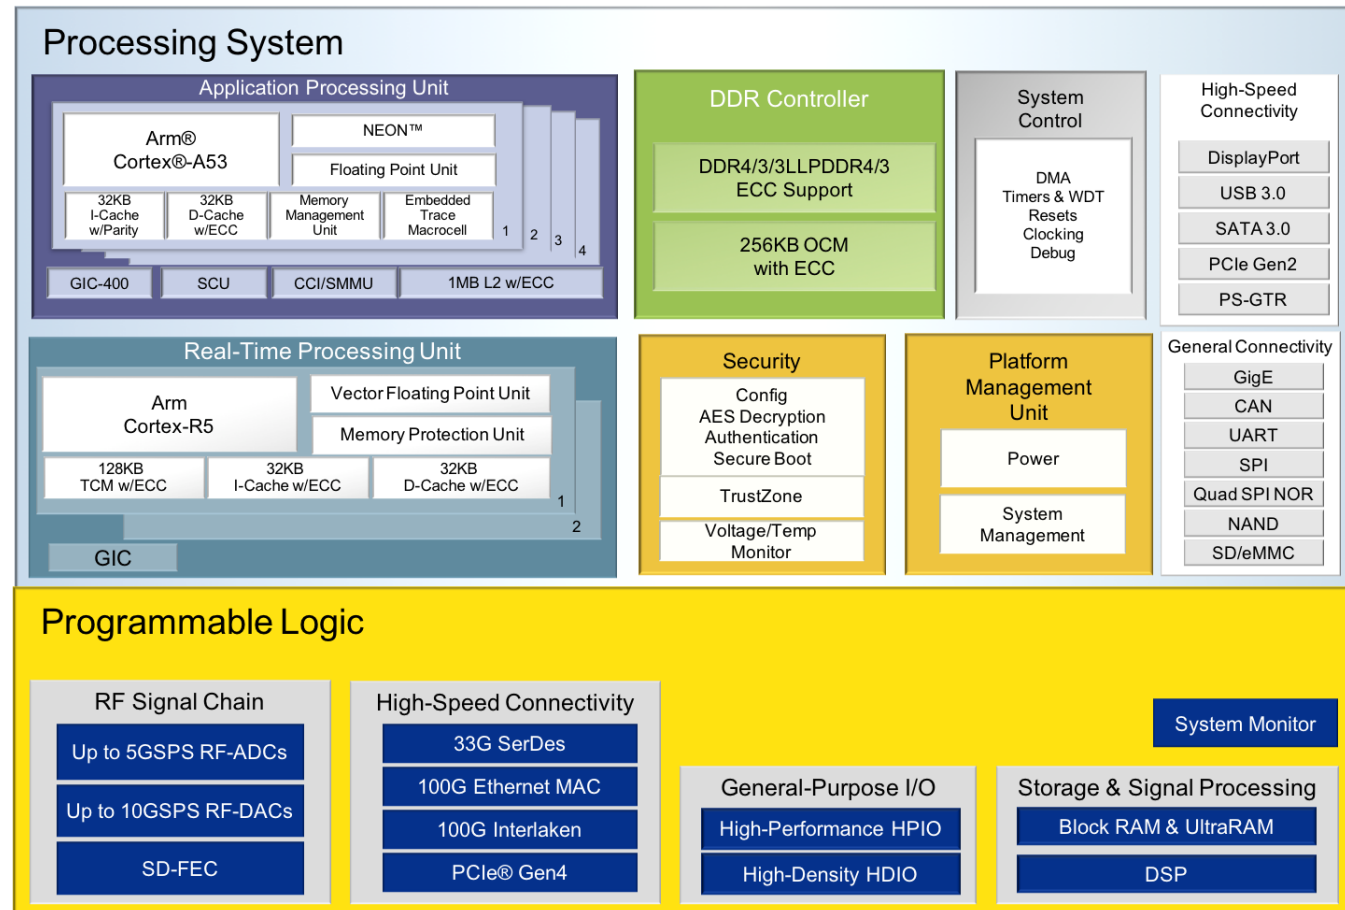 Processing System
Application Processing Unit
Arm®
Cortex®-A53
NEON™
Floating Point Unit
32KB
I-Cache
w/Parity
32KB
D-Cache
w/ECC
Memory
Management
Unit
Embedded
Trace
Macrocell
1
2
3
4
GIC-400
SCU
CCI/SMMU
1MB L2 w/ECC
DDR Controller
DDR4/3/3LLPDDR4/3
ECC Support
256KB OCM
with ECC
System
Control
DMA
Timers & WDT
Resets
Clocking
Debug
High-Speed
Connectivity
DisplayPort
USB 3.0
SATA 3.0
PCIe Gen2
PS-GTR
Real-Time Processing Unit
Arm
Cortex-R5
Vector Floating Point Unit
Memory Protection Unit
128KB
TCM w/ECC
32KB
I-Cache w/ECC
32KB
D-Cache w/ECC
1
2
GIC
Security
Config
AES Decryption
Authentication
Secure Boot
TrustZone
Voltage/Temp
Monitor
Platform
Management
Unit
Power
System
Management
General Connectivity
GigE
CAN
UART
SPI
Quad SPI NOR
NAND
SD/eMMC
Programmable Logic
RF Signal Chain
Up to 5GSPS RF-ADCs
Up to 10GSPS RF-DACs
SD-FEC
High-Speed Connectivity
33G SerDes
100G Ethernet MAC
100G Interlaken
PCIe® Gen4
General-Purpose I/O
High-Performance HPIO
High-Density HDIO
System Monitor
Storage & Signal Processing
Block RAM & UltraRAM
DSP